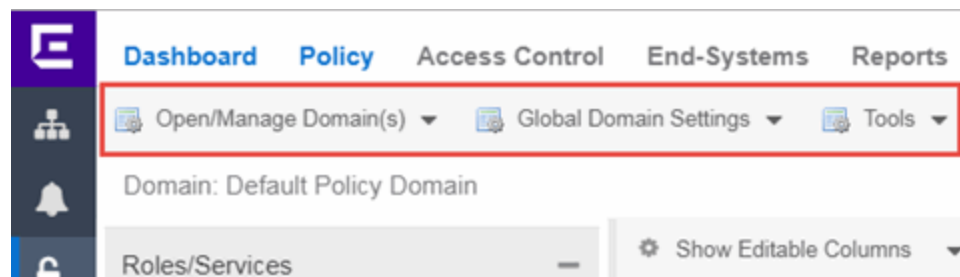 Dashboard Policy Access Control End-Systems Reports
Open/Manage Domain(s) Global Domain Settings Tools
Domain: Default Policy Domain
Roles/Services Show Editable Columns